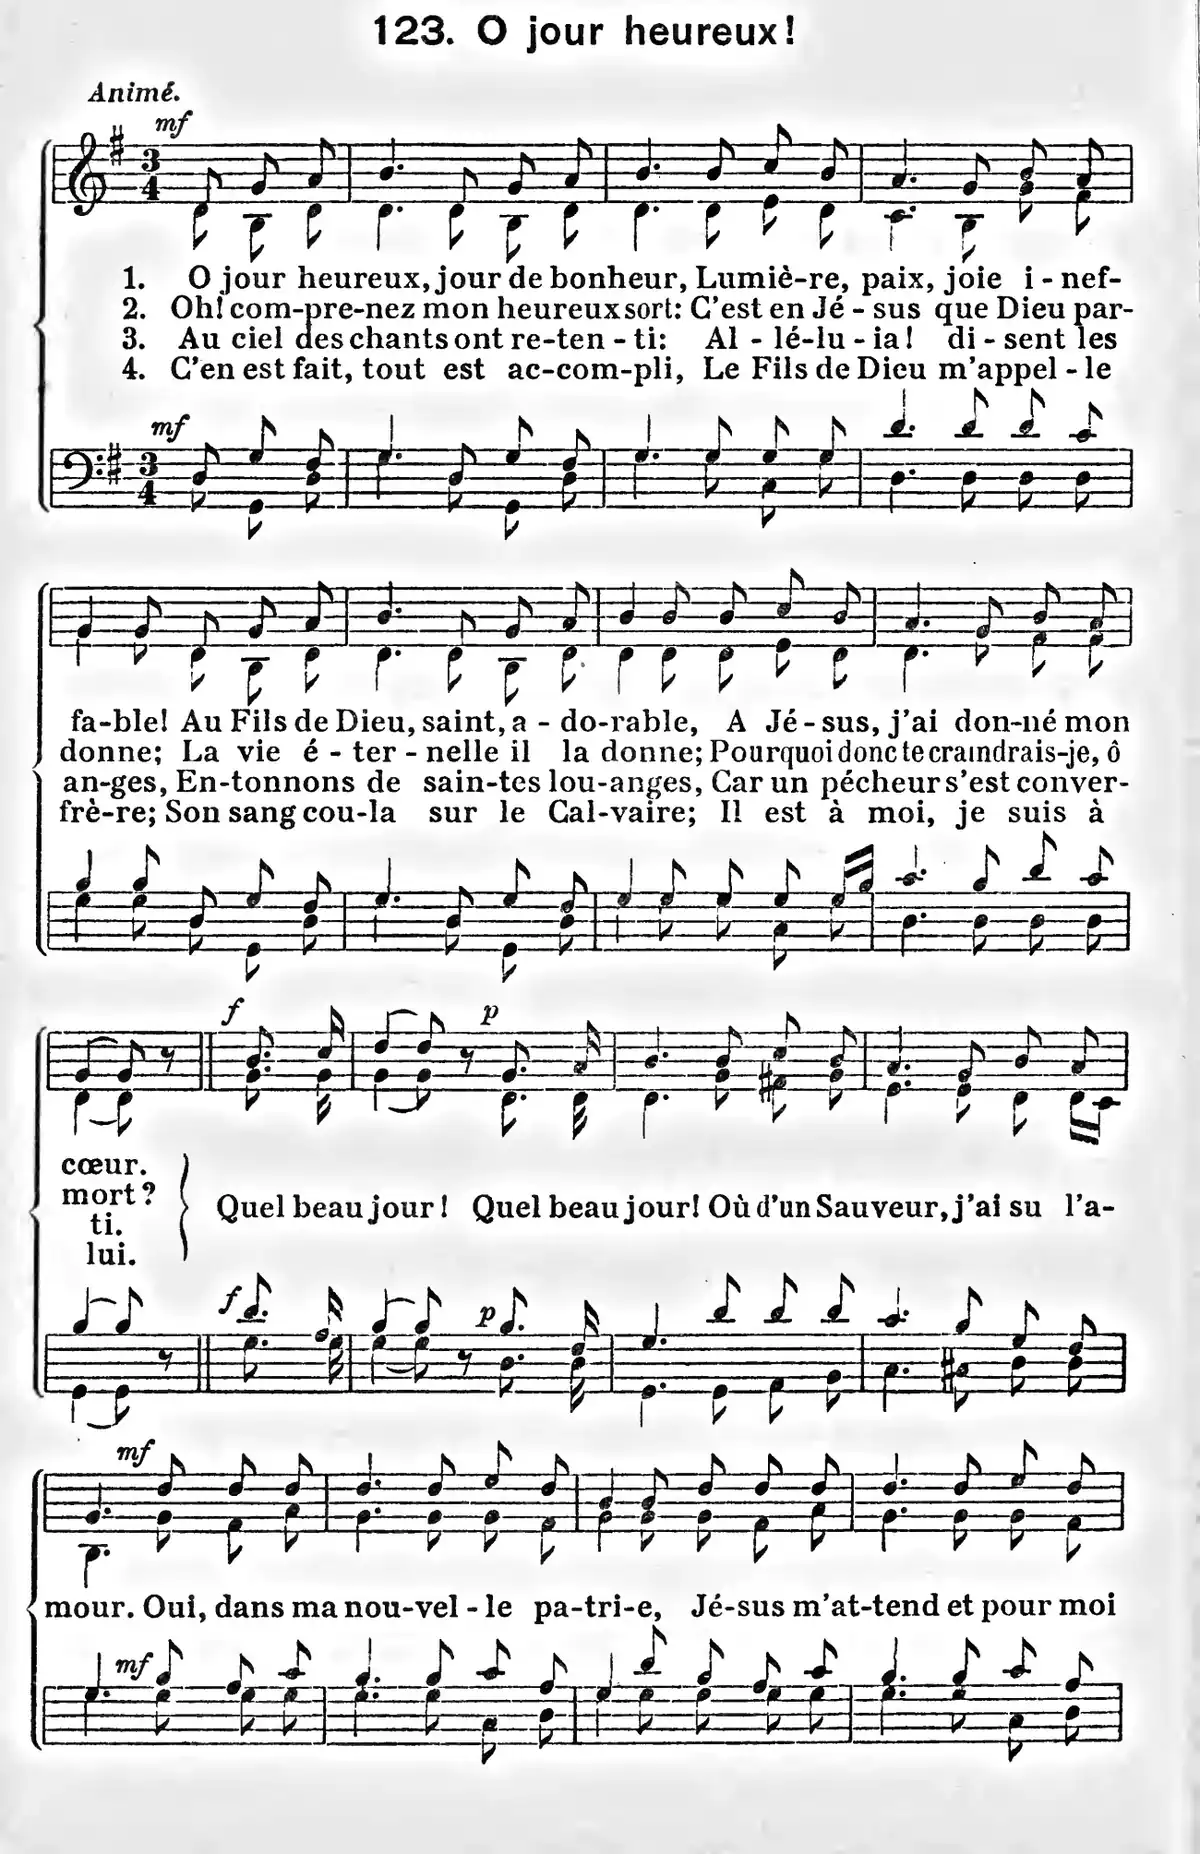 123. O jour heureux!
Animé.
mf
1. O jour heureux, jour de bonheur, Lumiè-re, paix, joie i - nef-
2. Oh! com-pre-nez mon heureux sort: C'est en Jé - sus que Dieu par-
3. Au ciel des chants ont re-ten - ti: Al - lé-lu - ia! di - sent les
4. C'en est fait, tout est ac-com-pli, Le Fils de Dieu m'appel - le
mf
fa-ble! Au Fils de Dieu, saint, a - do-rable, A Jé - sus, j'ai don-né mon
donne; La vie é - ter - nelle il la donne; Pourquoi donc te craindrais-je, ô
an-ges, En-tonnons de sain-tes lou-anges, Car un pécheur s'est conver-
frè-re; Son sang cou-la sur le Cal-vaire; Il est à moi, je suis à
f p
cœur.
mort?
ti.
lui.
Quel beau jour! Quel beau jour! Où d'un Sauveur, j'ai su l'a-
f p
mf
mour. Oui, dans ma nou-vel - le pa-tri-e, Jé-sus m'at-tend et pour moi
mf